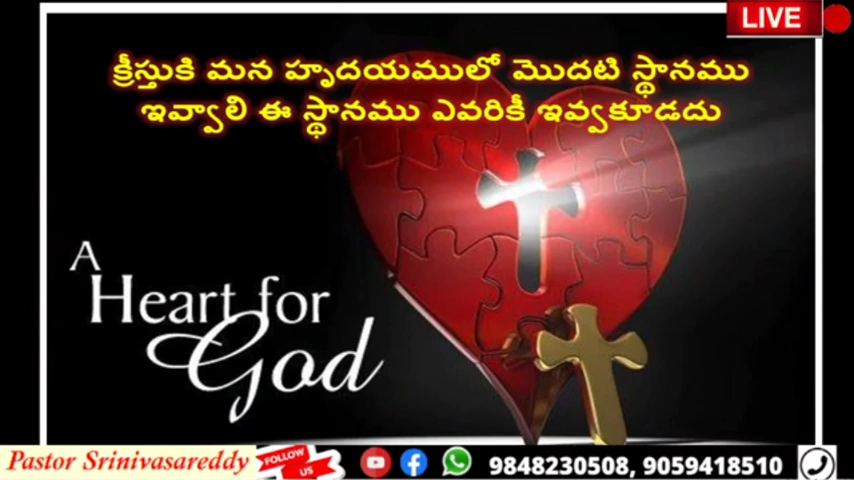 LIVE
క్రీస్తుకి మన హృదయములో మొదటి స్థానము
ఇవ్వాలి ఈ స్థానము ఎవరికీ ఇవ్వకూడదు
A
Heart for
God
Pastor Srinivasareddy
FOLLOW
US
9848230508, 9059418510